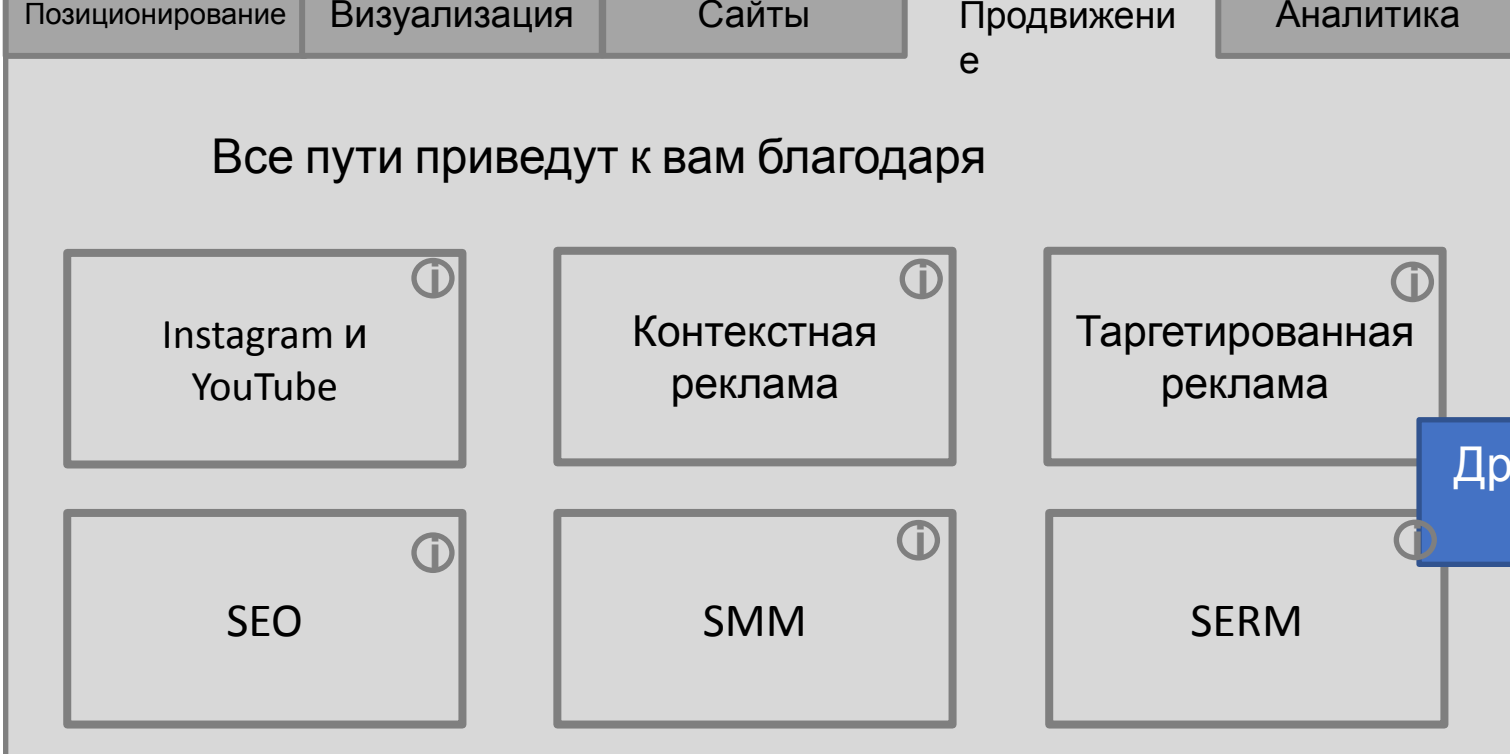 Позиционирование
Визуализация
Сайты
Продвижени
е
Аналитика
Все пути приведут к вам благодаря
Instagram и
YouTube
Контекстная
реклама
Таргетированная
реклама
SEO
SMM
SERM